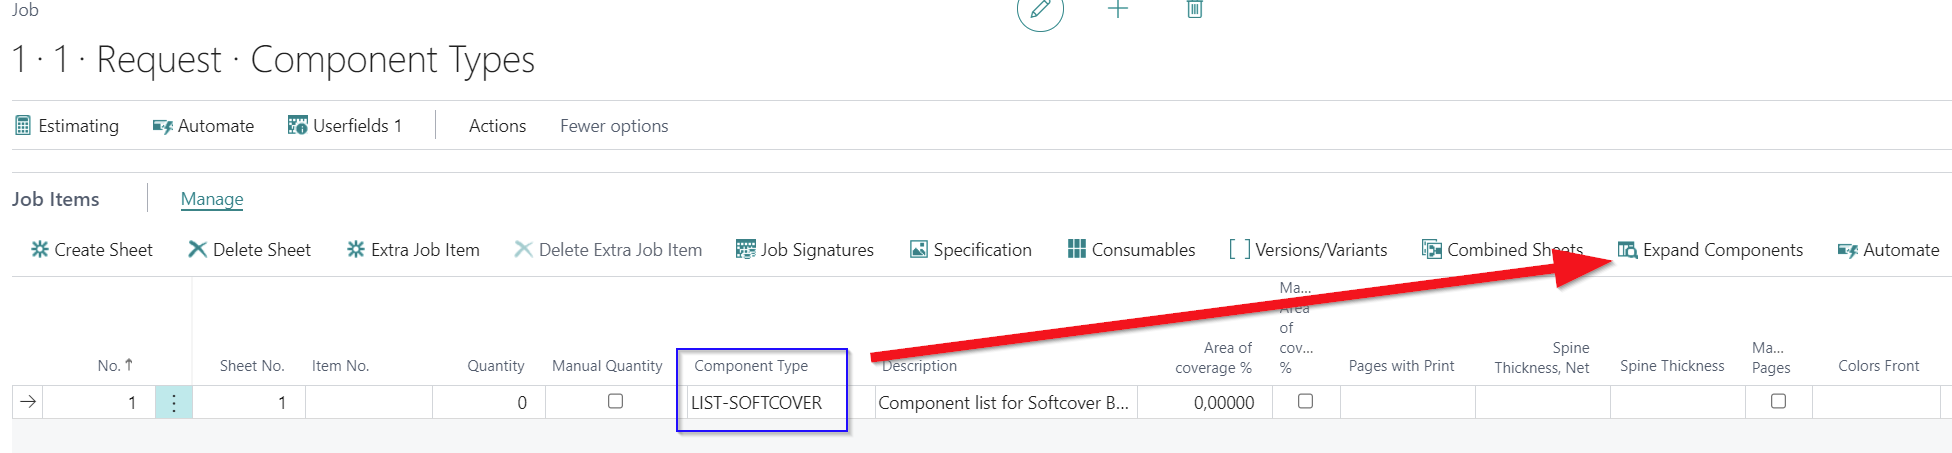 Job
1 · 1 · Request · Component Types
Estimating Automate Userfields 1 Actions Fewer options
Job Items Manage
Create Sheet Delete Sheet Extra Job Item Delete Extra Job Item Job Signatures Specification Consumables Versions/Variants Combined Sheets Expand Components Automate
No. ↑ Sheet No. Item No. Quantity Manual Quantity Component Type Description Area of coverage % Ma... Area of cov... % Pages with Print Spine Thickness, Net Spine Thickness Ma... Pages Colors Front
1 1 0 LIST-SOFTCOVER Component list for Softcover B... 0,00000